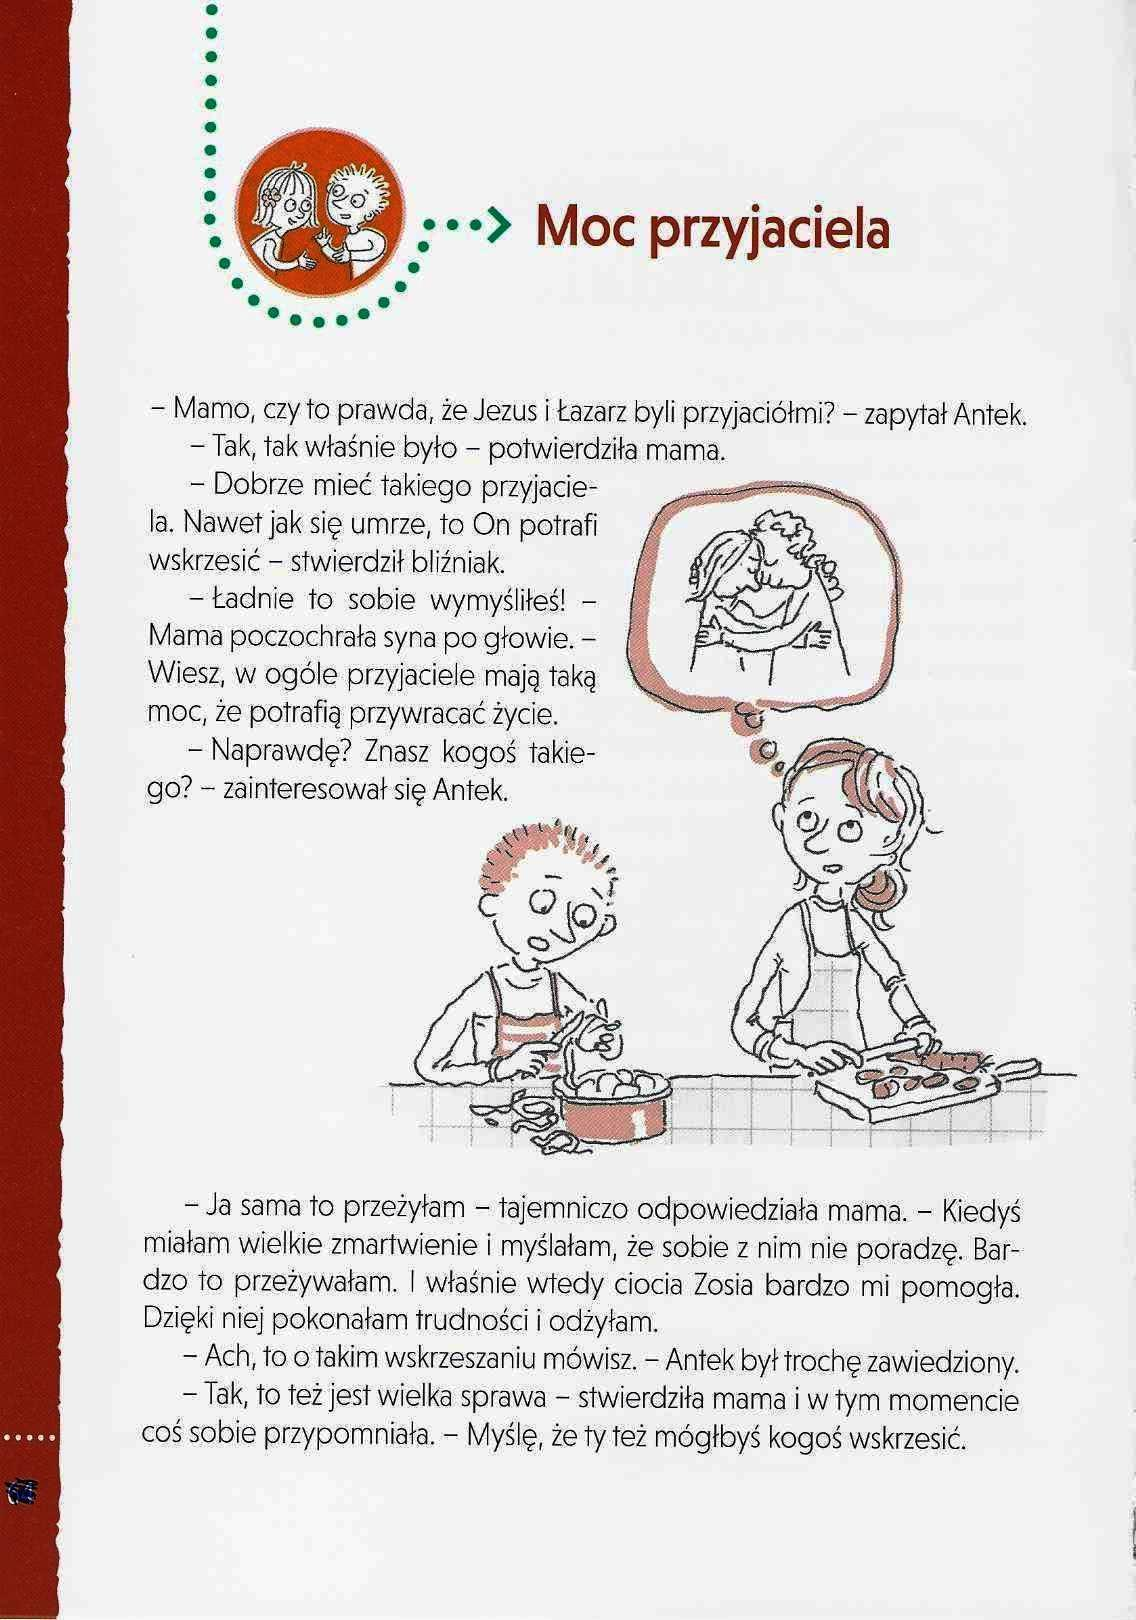 Moc przyjaciela
– Mamo, czy to prawda, że Jezus i Łazarz byli przyjaciółmi? – zapytał Antek.
– Tak, tak właśnie było – potwierdziła mama.
– Dobrze mieć takiego przyjacie-
la. Nawet jak się umrze, to On potrafi
wskrzesić – stwierdził bliźniak.
– Ładnie to sobie wymyśliłeś! –
Mama poczochrała syna po głowie. –
Wiesz, w ogóle przyjaciele mają taką
moc, że potrafią przywracać życie.
– Naprawdę? Znasz kogoś takie-
go? – zainteresował się Antek.
– Ja sama to przeżyłam – tajemniczo odpowiedziała mama. – Kiedyś
miałam wielkie zmartwienie i myślałam, że sobie z nim nie poradzę. Bar-
dzo to przeżywałam. I właśnie wtedy ciocia Zosia bardzo mi pomogła.
Dzięki niej pokonałam trudności i odżyłam.
– Ach, to o takim wskrzeszaniu mówisz. – Antek był trochę zawiedziony.
– Tak, to też jest wielka sprawa – stwierdziła mama i w tym momencie
coś sobie przypomniała. – Myślę, że ty też mógłbyś kogoś wskrzesić.